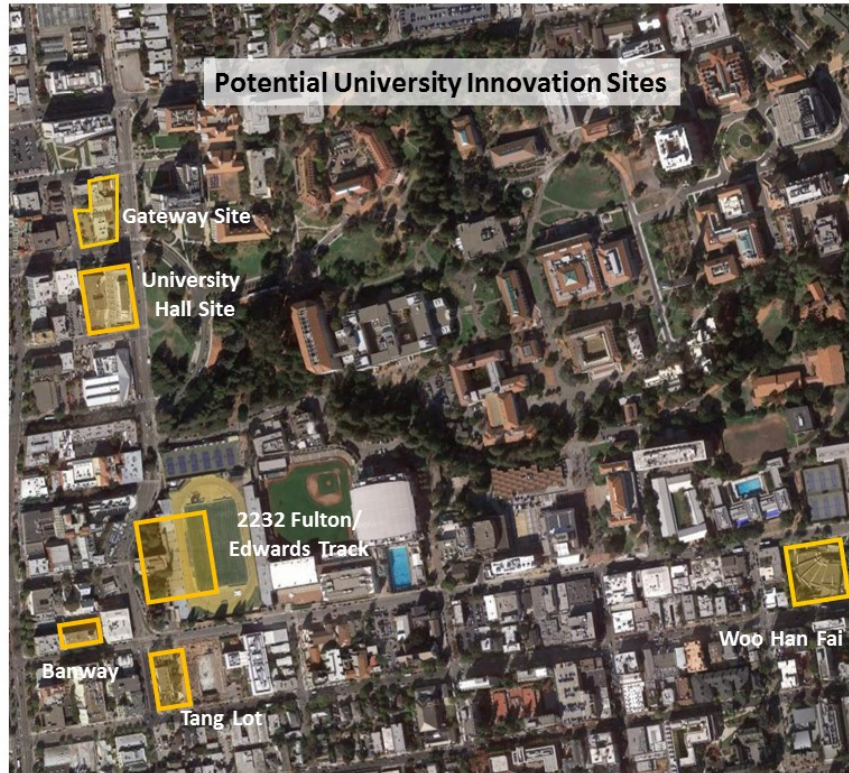 Potential University Innovation Sites
Gateway Site
University
Hall Site
2232 Fulton/
Edwards Track
Woo Han Fai
Banway
Tang Lot